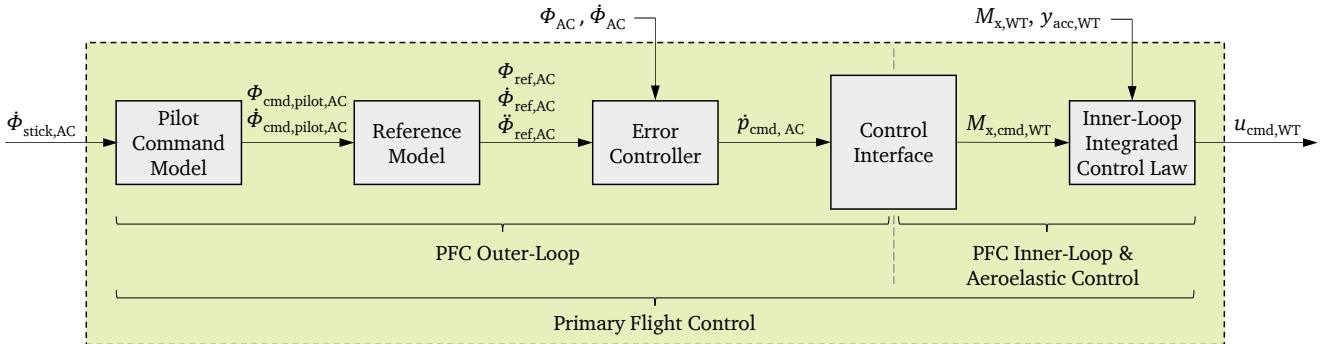 Φ_AC , Φ̇_AC
M_x,WT, y_acc,WT
Φ̇_stick,AC
Pilot
Command
Model
Φ_cmd,pilot,AC
Φ̇_cmd,pilot,AC
Reference
Model
Φ_ref,AC
Φ̇_ref,AC
Φ̈_ref,AC
Error
Controller
ṗ_cmd, AC
Control
Interface
M_x,cmd,WT
Inner-Loop
Integrated
Control Law
u_cmd,WT
PFC Outer-Loop
PFC Inner-Loop &
Aeroelastic Control
Primary Flight Control